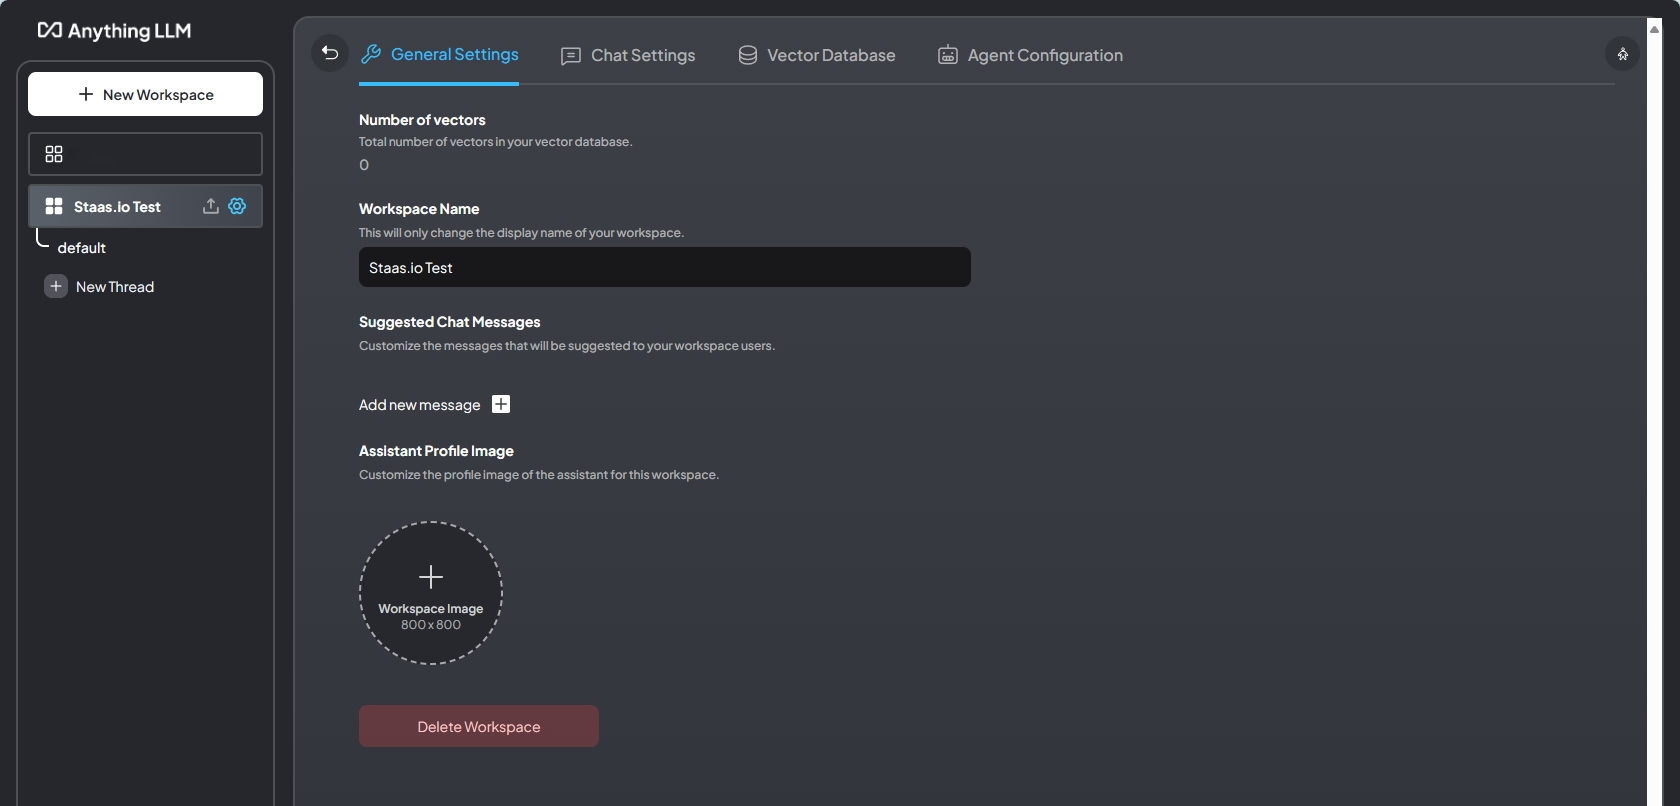 Anything LLM
New Workspace
Staas.io Test
default
New Thread
General Settings
Chat Settings
Vector Database
Agent Configuration
Number of vectors
Total number of vectors in your vector database.
0
Workspace Name
This will only change the display name of your workspace.
Staas.io Test
Suggested Chat Messages
Customize the messages that will be suggested to your workspace users.
Add new message
Assistant Profile Image
Customize the profile image of the assistant for this workspace.
Workspace Image
800 x 800
Delete Workspace